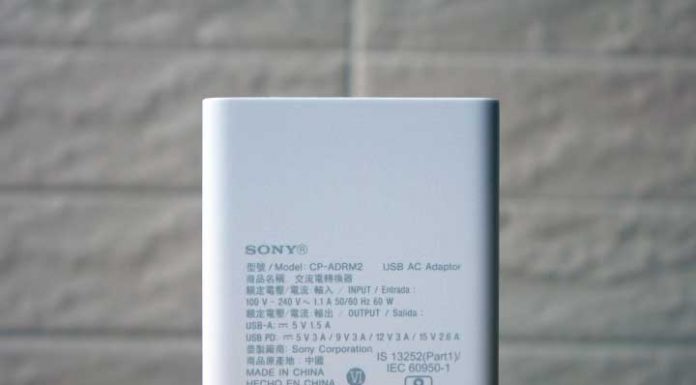 SONY®
型號 / Model: CP-ADRM2 USB AC Adaptor
商品名稱: 交流電轉換器
額定電壓/電流: 輸入 / INPUT / Entrada :
100 V - 240 V ~ 1.1 A 50/60 Hz 60 W
額定電壓/電流: 輸出 / OUTPUT / Salida :
USB-A: ⎓ 5 V 1.5 A
USB PD: ⎓ 5 V 3 A / 9 V 3 A / 12 V 3 A / 15 V 2.6 A
委製廠商: Sony Corporation
商品原產地: 中國
MADE IN CHINA
HECHO EN CHINA
VI
IS 13252(Part1)/
IEC 60950-1